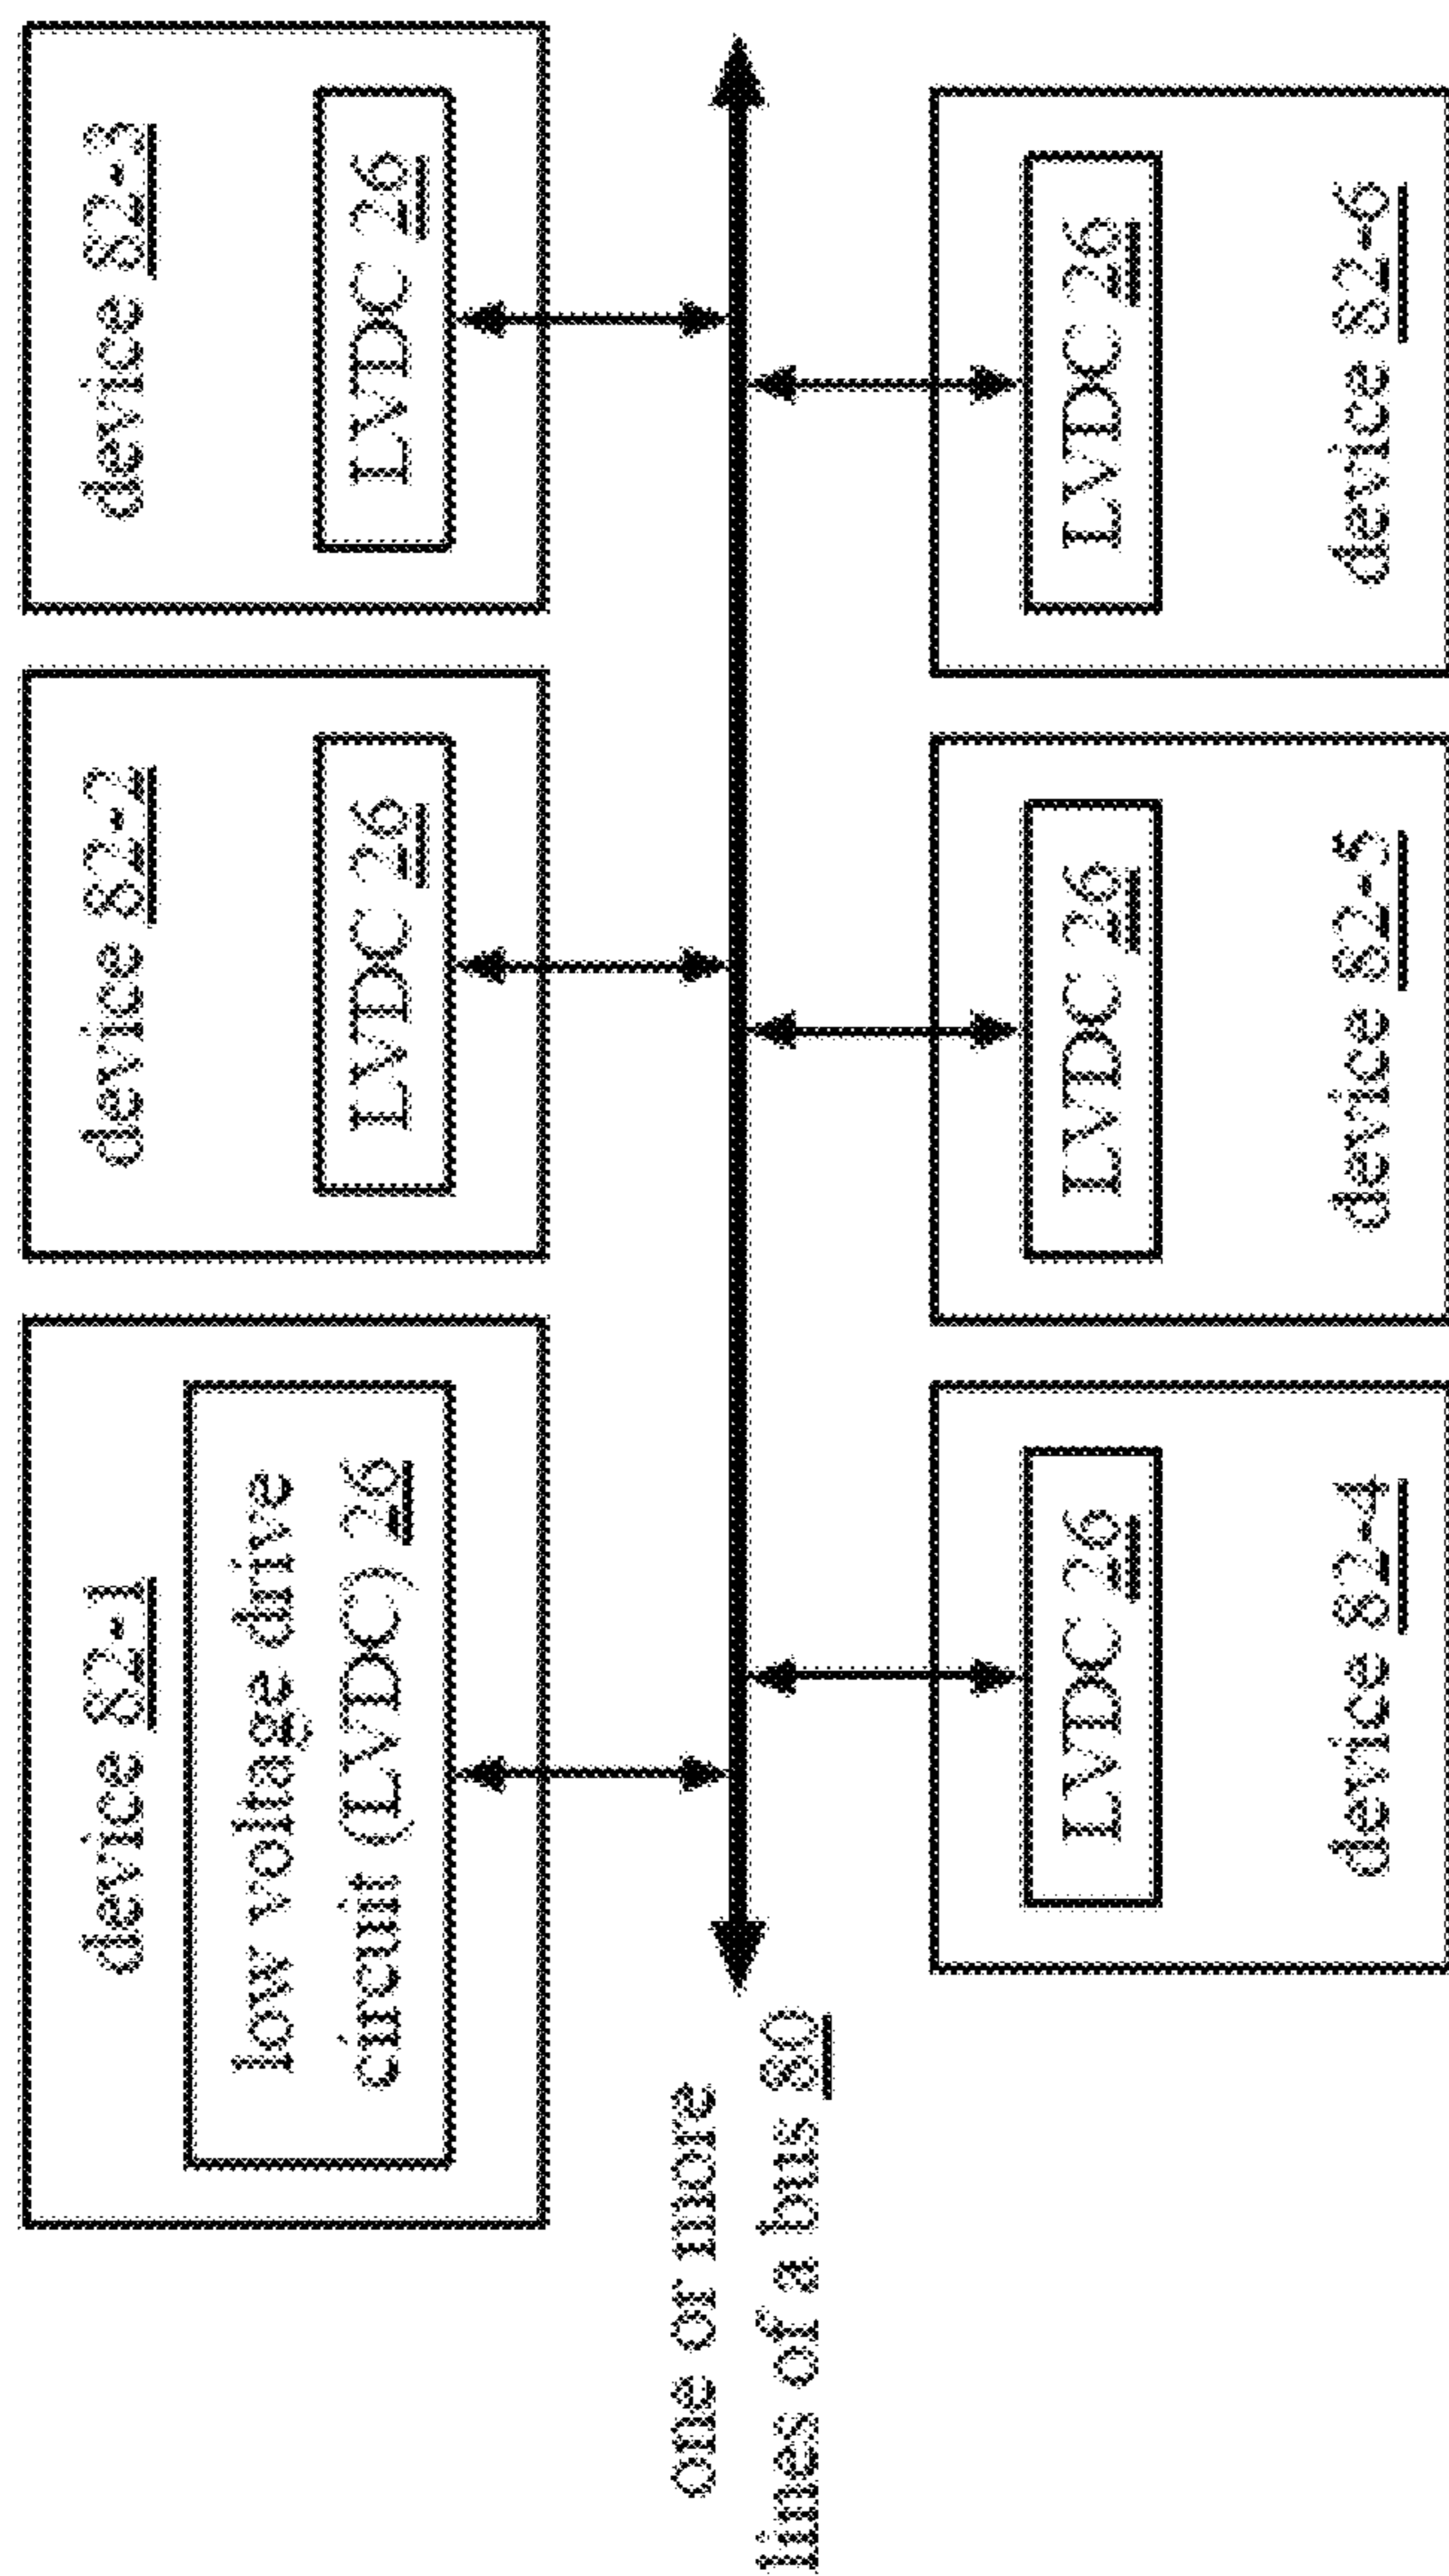 device 82-1
low voltage drive
circuit (LVDC) 26
device 82-2
LVDC 26
device 82-3
LVDC 26
one or more
lines of a bus 80
LVDC 26
device 82-4
LVDC 26
device 82-5
LVDC 26
device 82-6